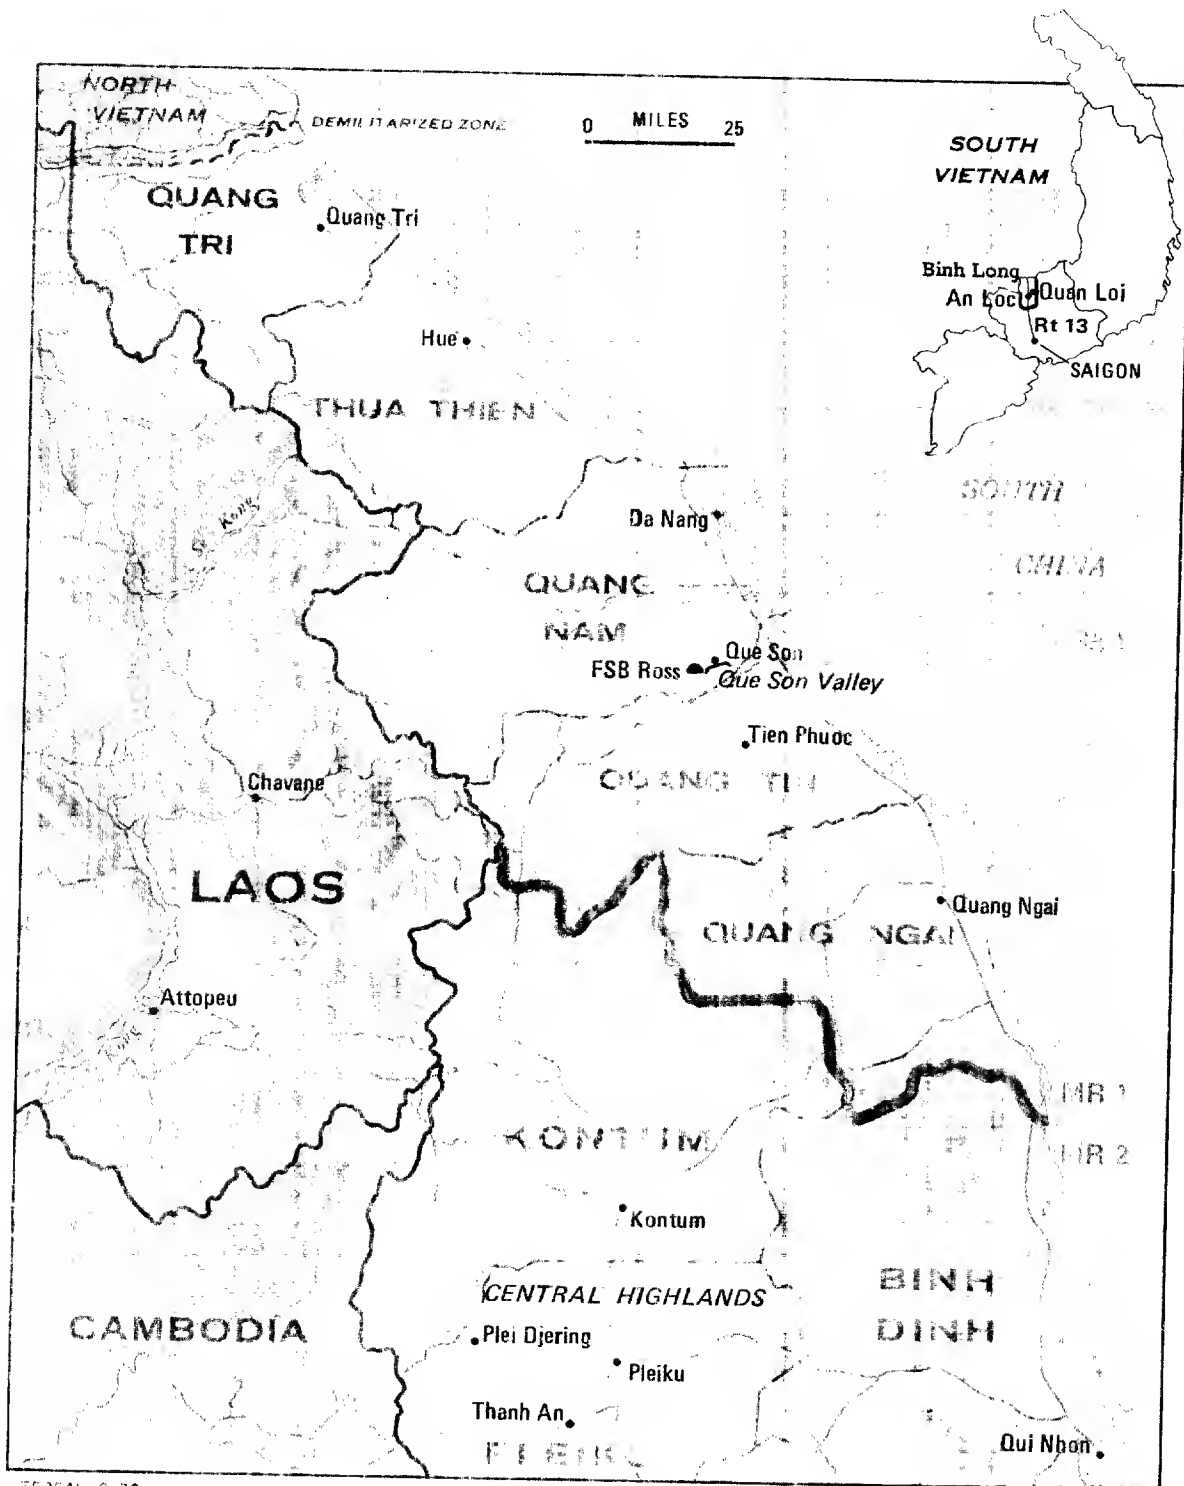 NORTH
VIETNAM
DEMILITARIZED ZONE
0 MILES 25
SOUTH
VIETNAM
QUANG
TRI
Quang Tri
Binh Long
An Loc
Quan Loi
Rt 13
SAIGON
Hue
THUA THIEN
SOUTH
CHINA
Kong
Da Nang
QUANG
NAM
Que Son
FSB Ross
Que Son Valley
Tien Phuoc
QUANG TIN
Chavane
LAOS
Quang Ngai
QUANG NGAI
Attopeu
Kong
MR 1
MR 2
KONTUM
Kontum
CENTRAL HIGHLANDS
BINH
DINH
CAMBODIA
Plei Djering
Pleiku
Thanh An
PLEIKU
Qui Nhon